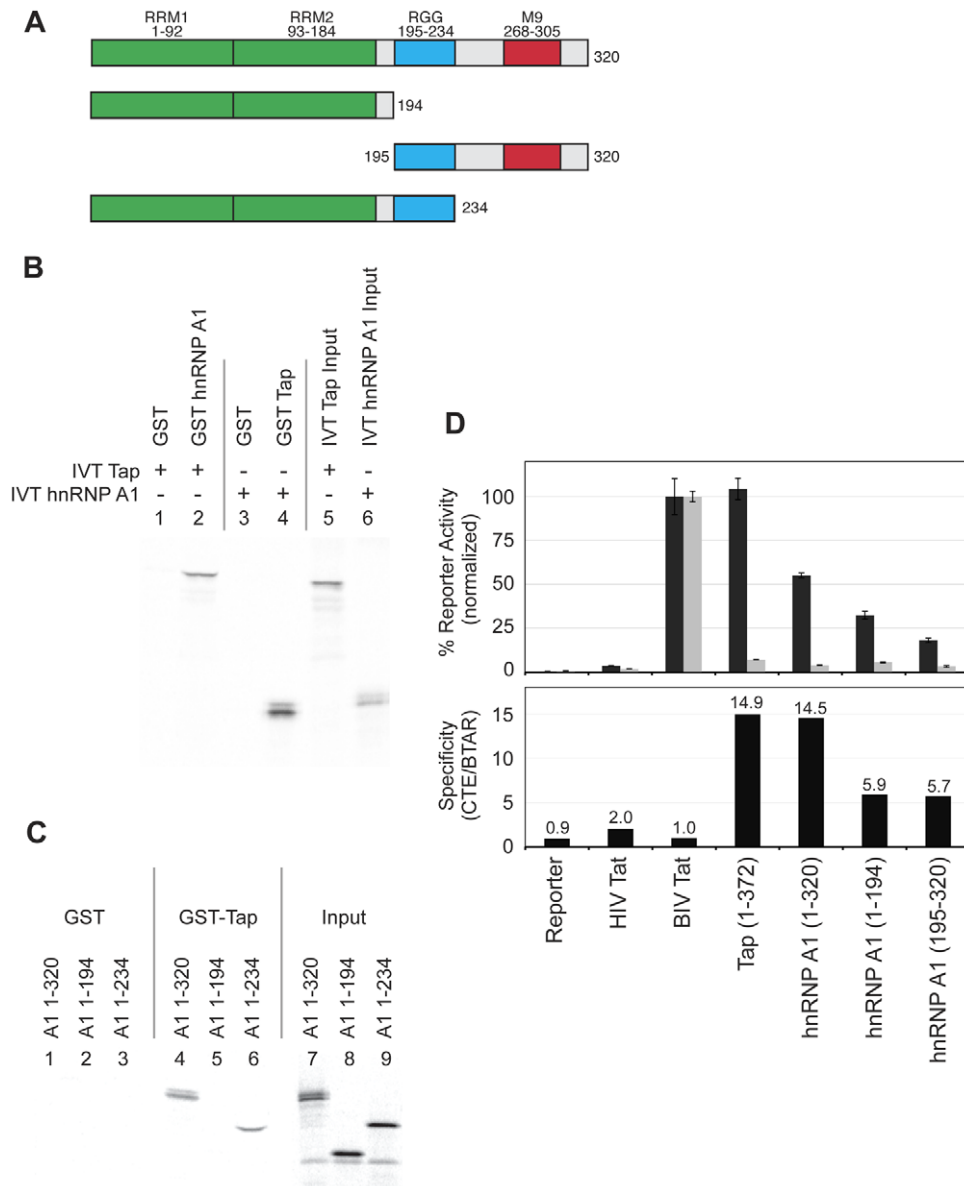 A
RRM1 RRM2 RGG M9
1-92 93-184 195-234 268-305
320
194
195 320
234
B
GST
GST hnRNP A1
GST
GST Tap
IVT Tap Input
IVT hnRNP A1 Input
IVT Tap + + - - + -
IVT hnRNP A1 - - + + - +
1 2 3 4 5 6
C
GST GST-Tap Input
A1 1-320
A1 1-194
A1 1-234
A1 1-320
A1 1-194
A1 1-234
A1 1-320
A1 1-194
A1 1-234
1 2 3 4 5 6 7 8 9
D
% Reporter Activity
(normalized)
100
75
50
25
0
Specificity
(CTE/BTAR)
15
10
5
0
0.9 2.0 1.0 14.9 14.5 5.9 5.7
Reporter
HIV Tat
BIV Tat
Tap (1-372)
hnRNP A1 (1-320)
hnRNP A1 (1-194)
hnRNP A1 (195-320)